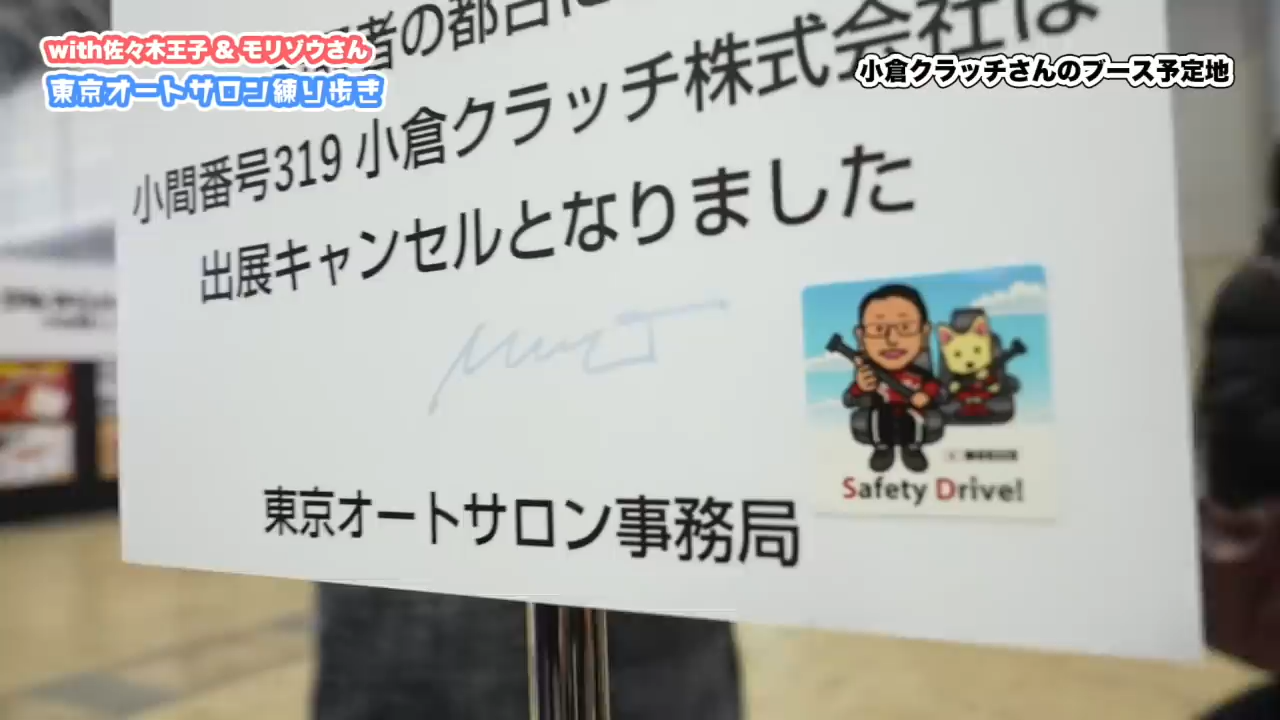 with佐々木王子 & モリゾウさん
東京オートサロン練り歩き
小倉クラッチさんのブース予定地
者の都合に
小間番号319 小倉クラッチ株式会社は
出展キャンセルとなりました
Safety Drive!
東京オートサロン事務局